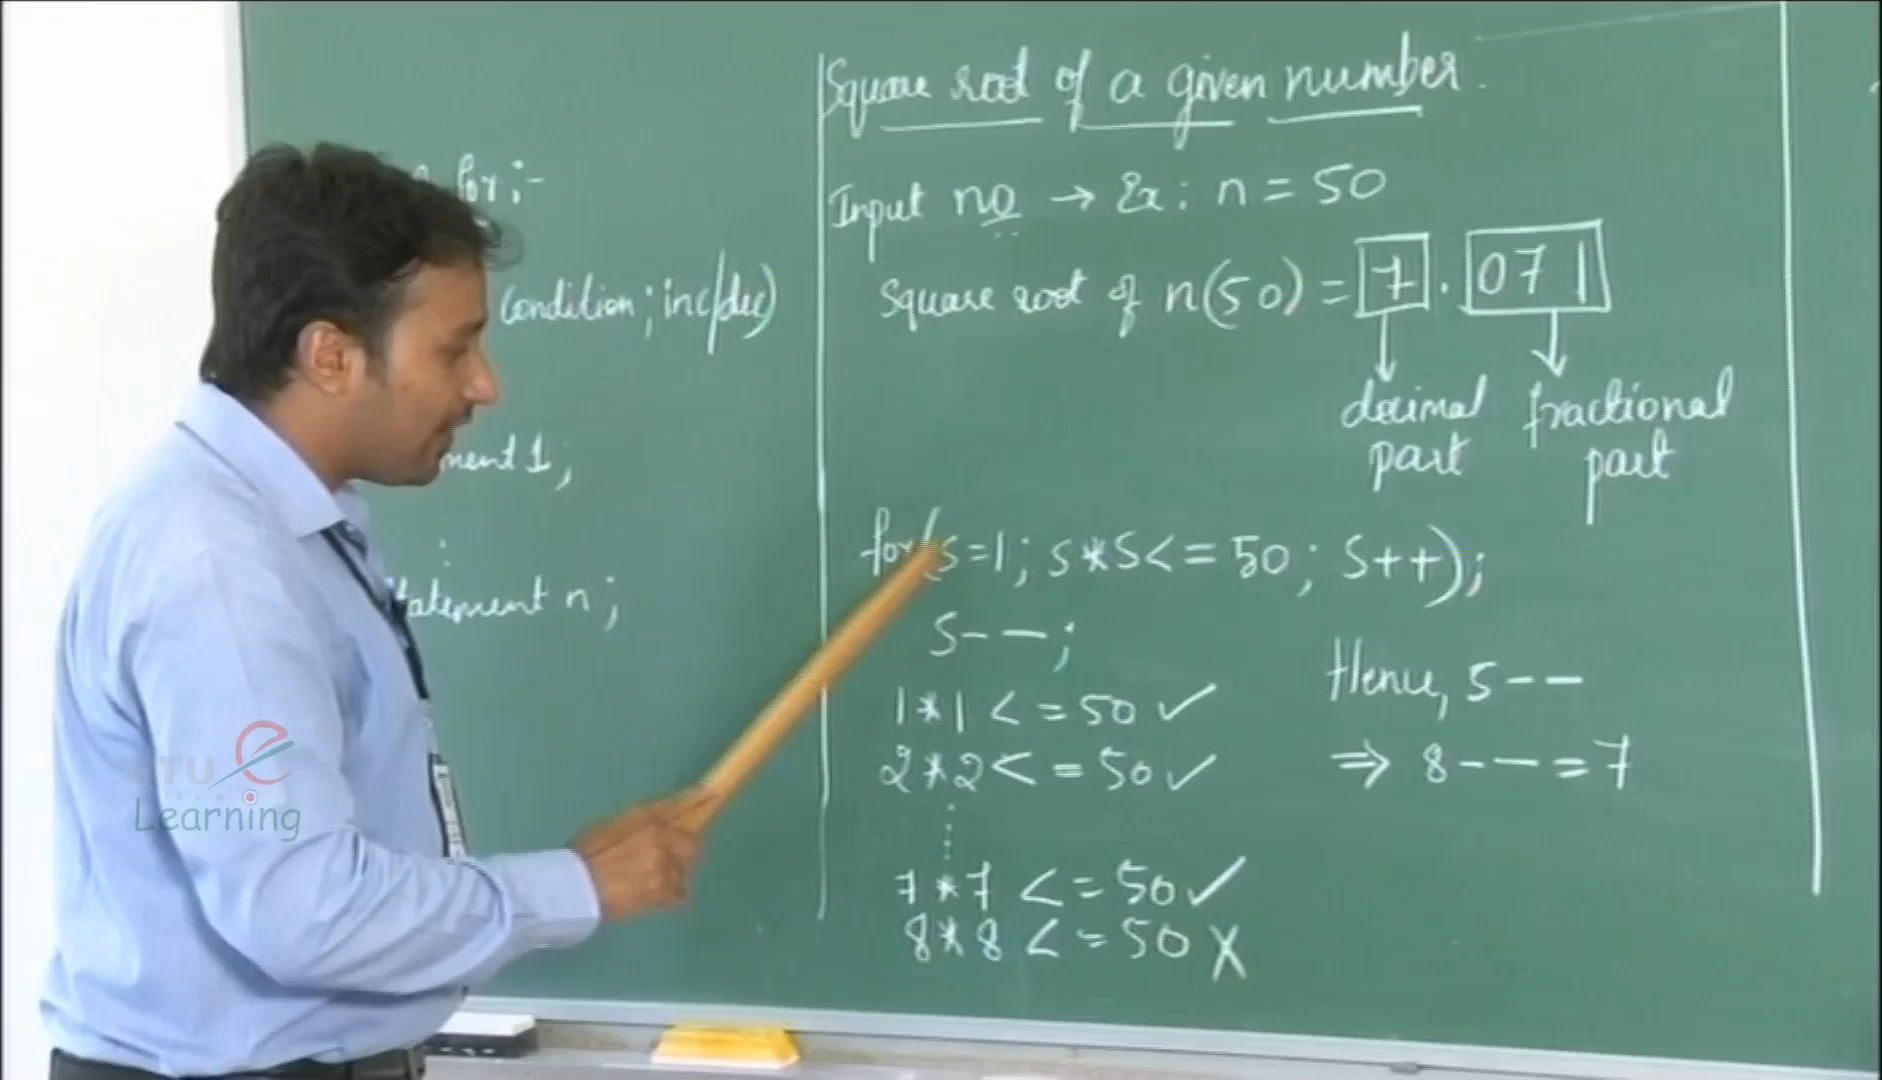 for :-
condition ; inc/dec)
ment 1 ;
tatement n ;
Square root of a given number.
Input no → Ex : n = 50
Square root of n(50) = 7 . 071
decimal part
fractional part
for(s=1 ; s*s<=50 ; s++);
s-- ;
1*1 <=50 ✓
2*2< =50 ✓
7*7 <=50 ✓
8*8 <=50 X
Hence, s--
⇒ 8-- = 7
TU e
Learning